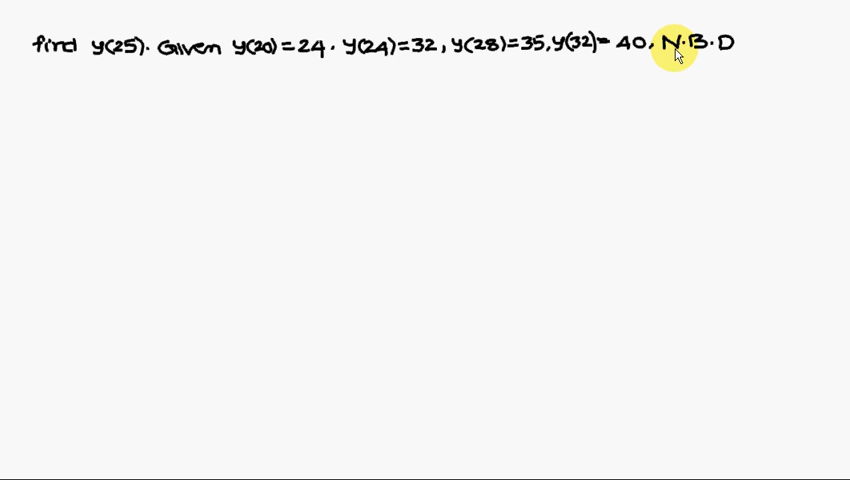 find y(25). Given y(20)=24. y(24)=32, y(28)=35, y(32)= 40, N.B.D